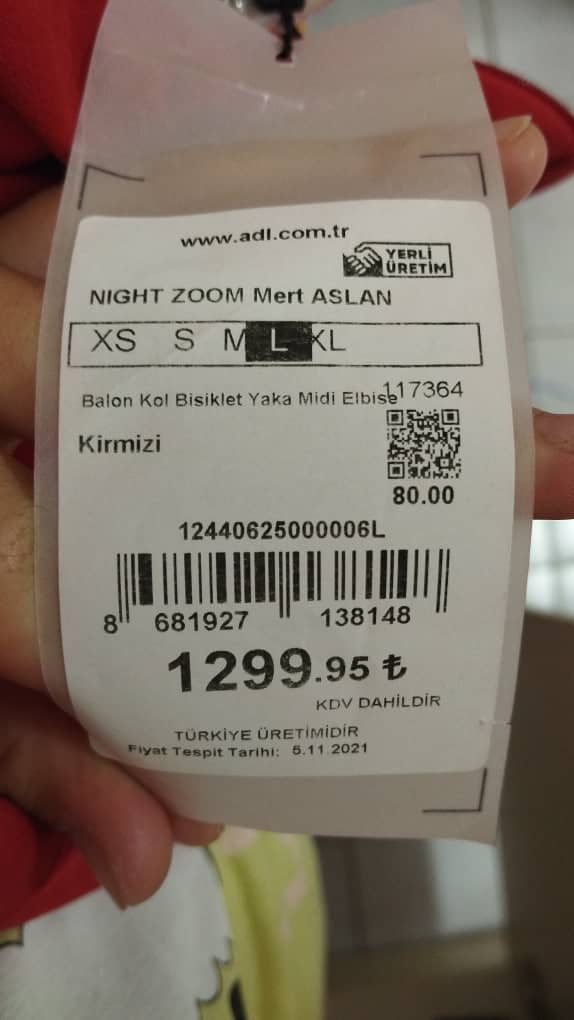 www.adl.com.tr
YERLİ
ÜRETİM
NIGHT ZOOM Mert ASLAN
XS S M L XL
Balon Kol Bisiklet Yaka Midi Elbise 117364
Kirmizi
80.00
12440625000006L
8 681927 138148
1299.95 ₺
KDV DAHİLDİR
TÜRKİYE ÜRETİMİDİR
Fiyat Tespit Tarihi: 5.11.2021